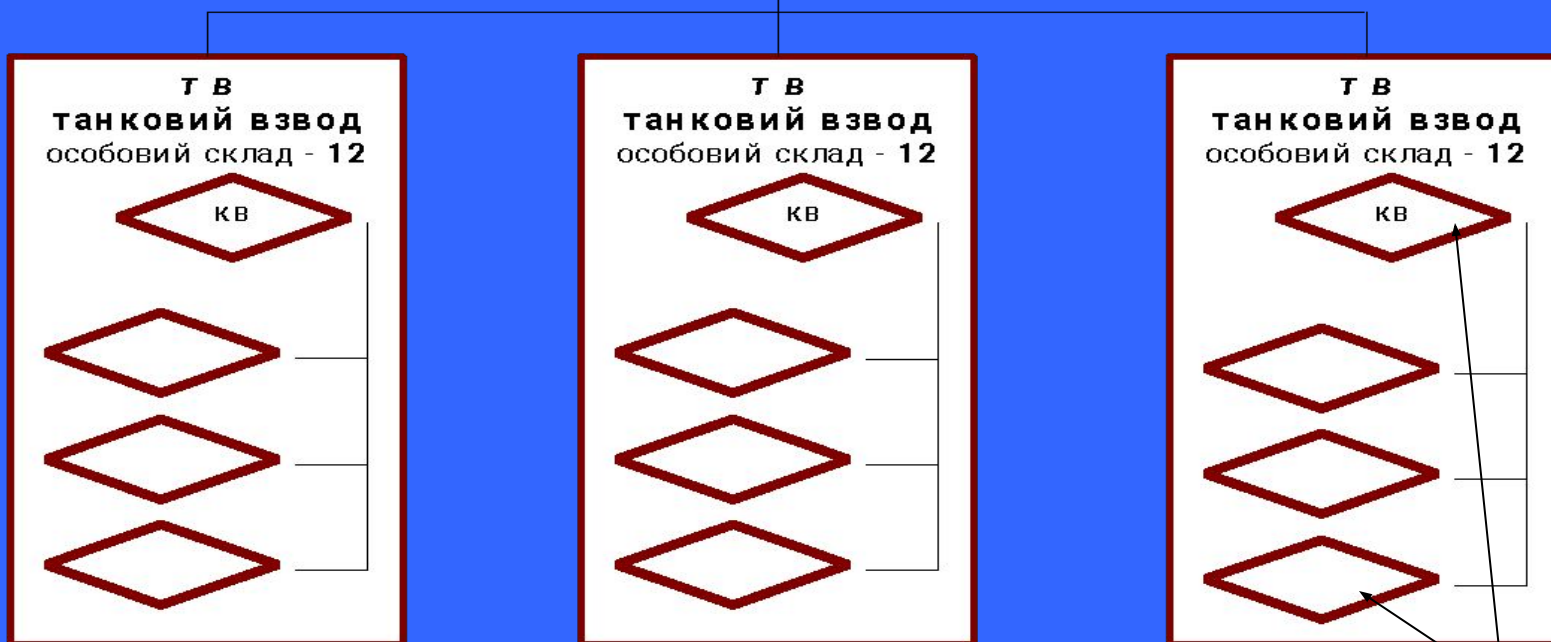 Т В
танковий взвод
особовий склад - 12
КВ
Т В
танковий взвод
особовий склад - 12
КВ
Т В
танковий взвод
особовий склад - 12
КВ